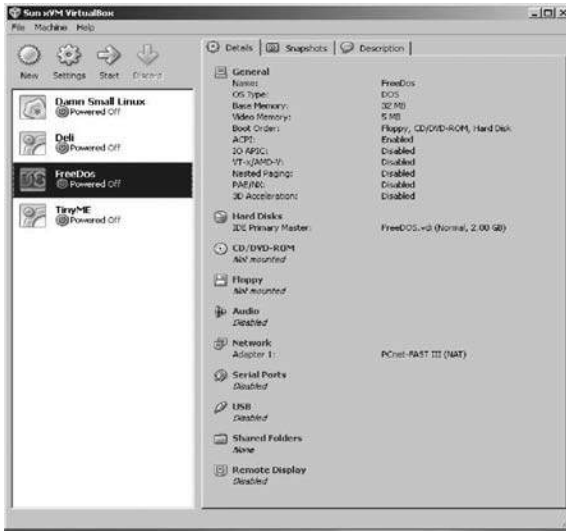 Sun xVM VirtualBox
File Machine Help
New Settings Start Discard
Damn Small Linux
Powered Off
Deli
Powered Off
FreeDos
Powered Off
TinyME
Powered Off
Details Snapshots Description
General
Name: FreeDos
OS Type: DOS
Base Memory: 32 MB
Video Memory: 5 MB
Boot Order: Floppy, CD/DVD-ROM, Hard Disk
ACPI: Enabled
IO APIC: Disabled
VT-x/AMD-V: Disabled
Nested Paging: Disabled
PAE/NX: Disabled
3D Acceleration: Disabled
Hard Disks
IDE Primary Master: FreeDOS.vdi (Normal, 2.00 GB)
CD/DVD-ROM
Not mounted
Floppy
Not mounted
Audio
Disabled
Network
Adapter 1: PCnet-FAST III (NAT)
Serial Ports
Disabled
USB
Disabled
Shared Folders
None
Remote Display
Disabled